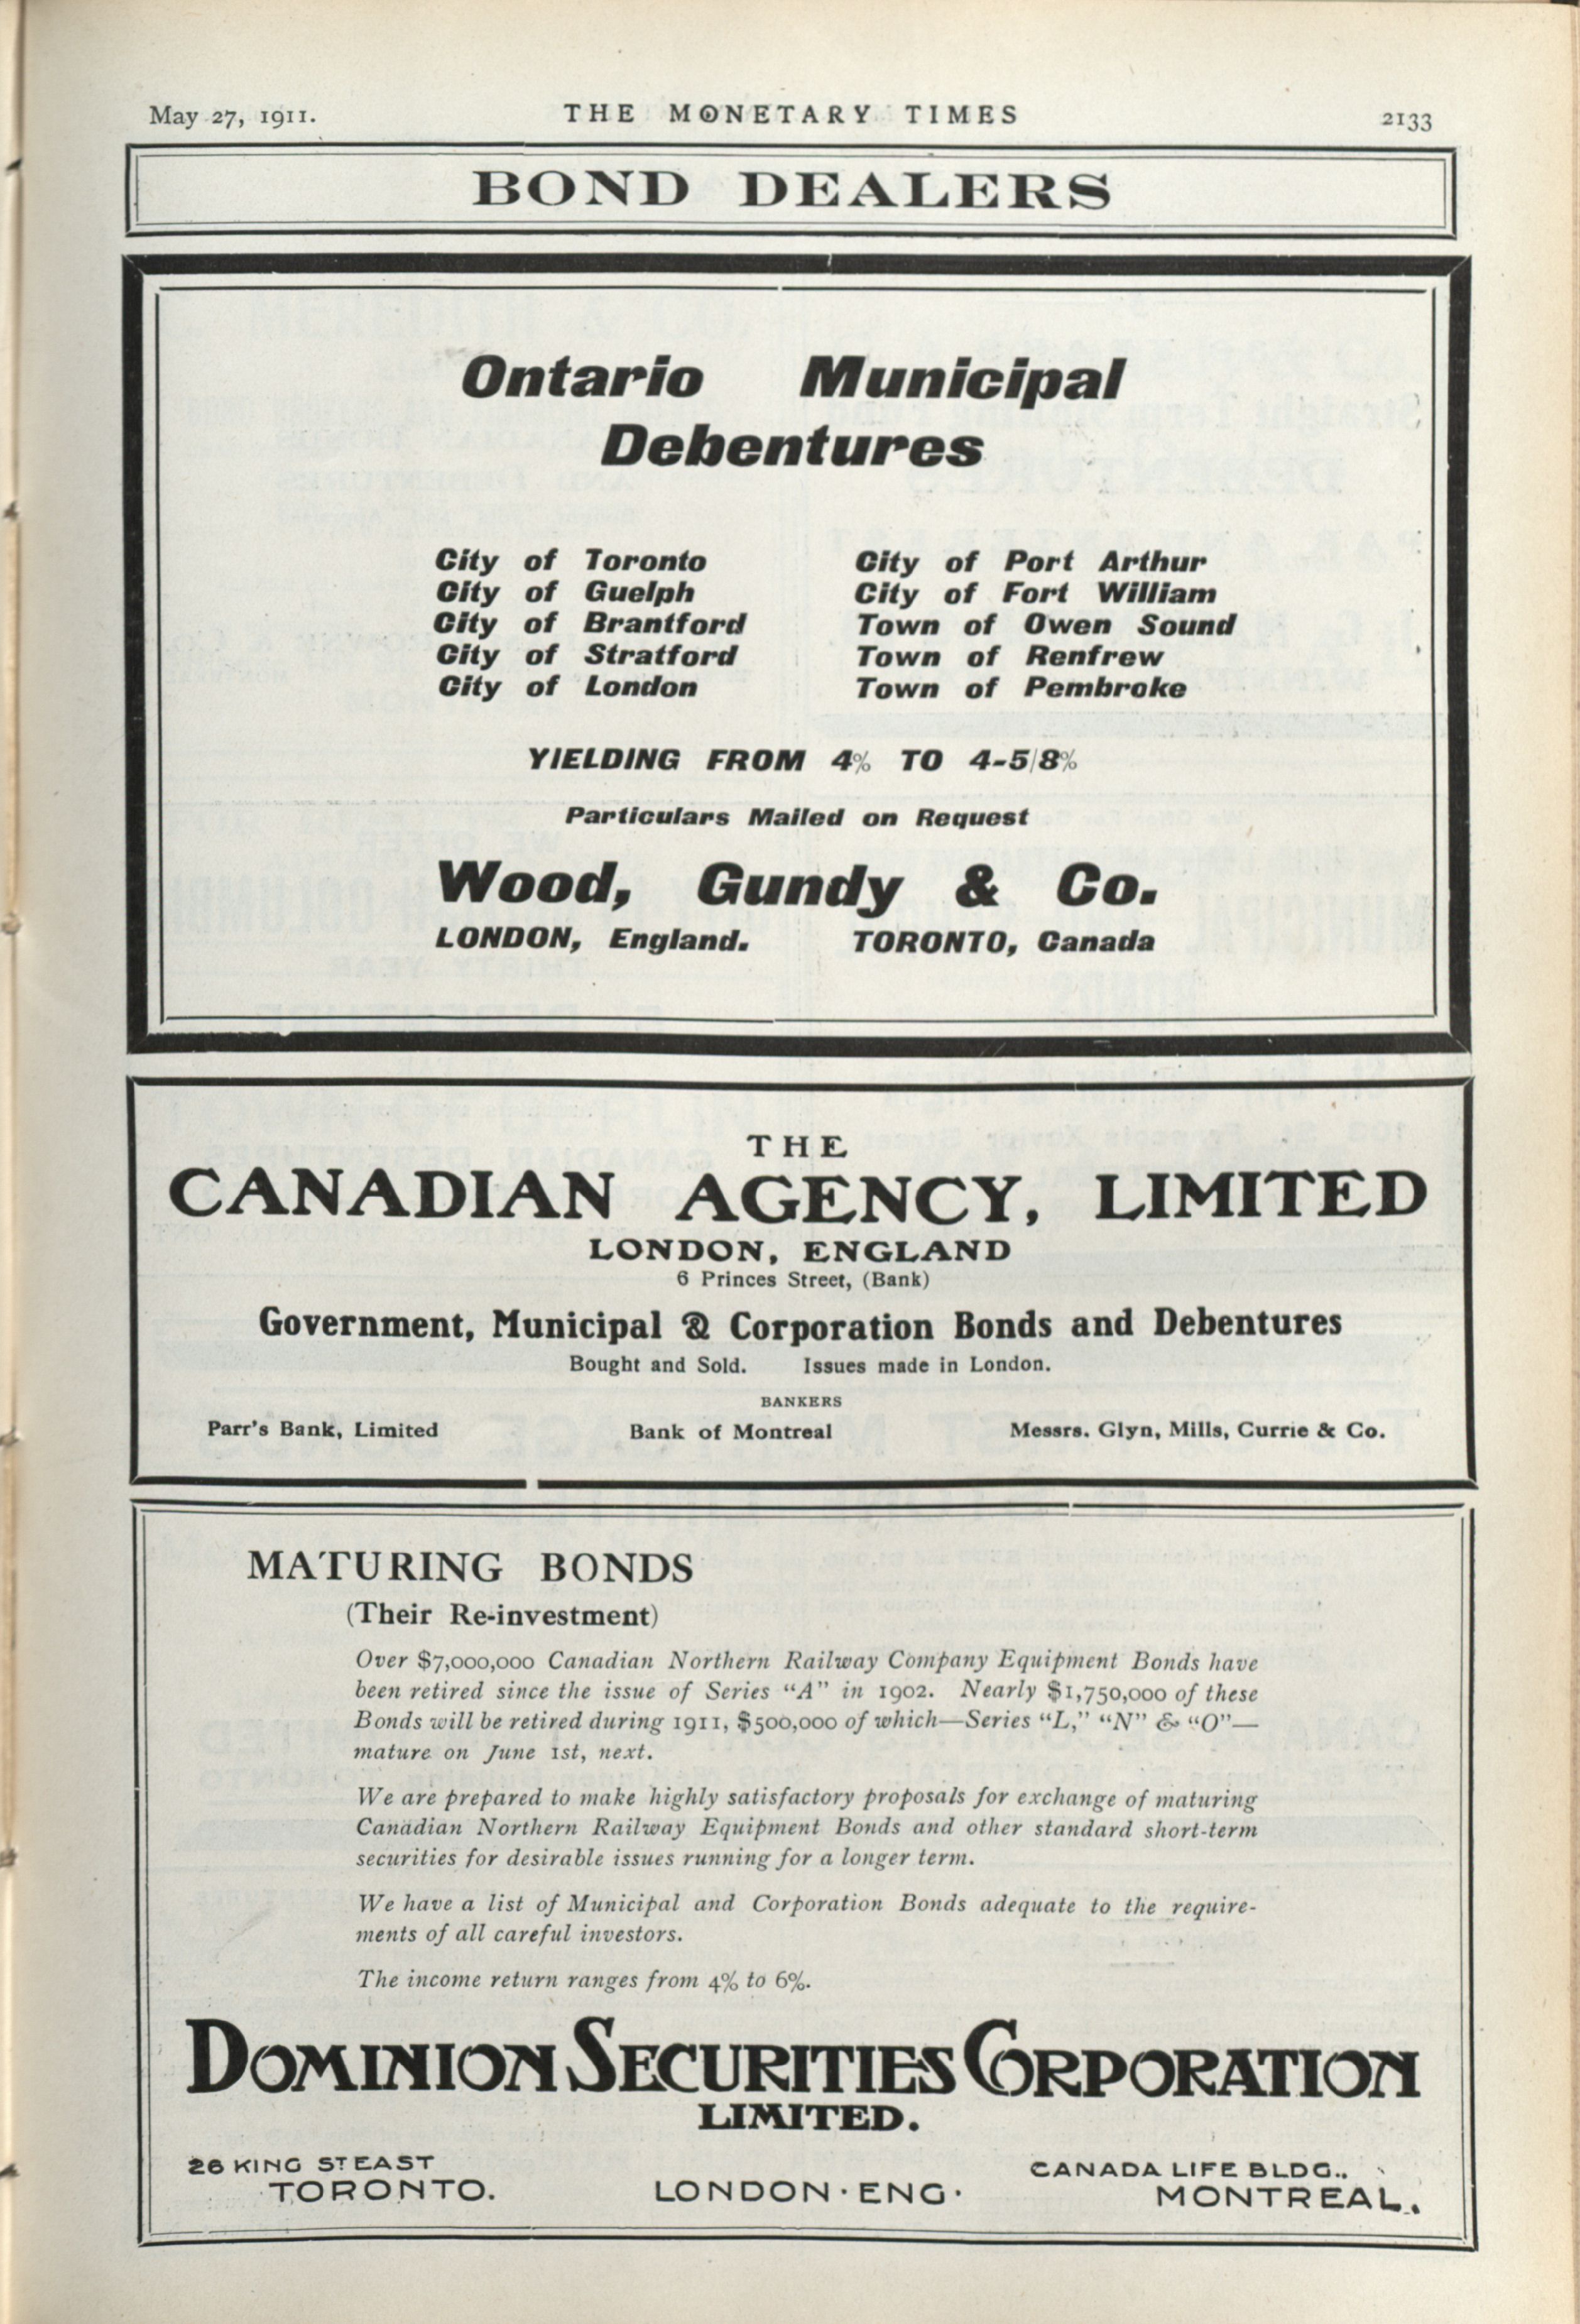 May 27, 1911.
THE MONETARY TIMES
2133
BOND DEALERS
Ontario Municipal
Debentures
City of Toronto
City of Guelph
City of Brantford
City of Stratford
City of London
City of Port Arthur
City of Fort William
Town of Owen Sound
Town of Renfrew
Town of Pembroke
YIELDING FROM 4% TO 4-5/8%
Particulars Mailed on Request
Wood, Gundy & Co.
LONDON, England.
TORONTO, Canada
THE
CANADIAN AGENCY, LIMITED
LONDON, ENGLAND
6 Princes Street, (Bank)
Government, Municipal & Corporation Bonds and Debentures
Bought and Sold. Issues made in London.
BANKERS
Parr's Bank, Limited
Bank of Montreal
Messrs. Glyn, Mills, Currie & Co.
MATURING BONDS
(Their Re-investment)
Over $7,000,000 Canadian Northern Railway Company Equipment Bonds have
been retired since the issue of Series “A” in 1902. Nearly $1,750,000 of these
Bonds will be retired during 1911, $500,000 of which—Series “L,” “N” & “O”—
mature on June 1st, next.
We are prepared to make highly satisfactory proposals for exchange of maturing
Canadian Northern Railway Equipment Bonds and other standard short-term
securities for desirable issues running for a longer term.
We have a list of Municipal and Corporation Bonds adequate to the require-
ments of all careful investors.
The income return ranges from 4% to 6%.
DOMINION SECURITIES CORPORATION
LIMITED.
26 KING ST EAST
TORONTO.
LONDON·ENG·
CANADA LIFE BLDG.,
MONTREAL.